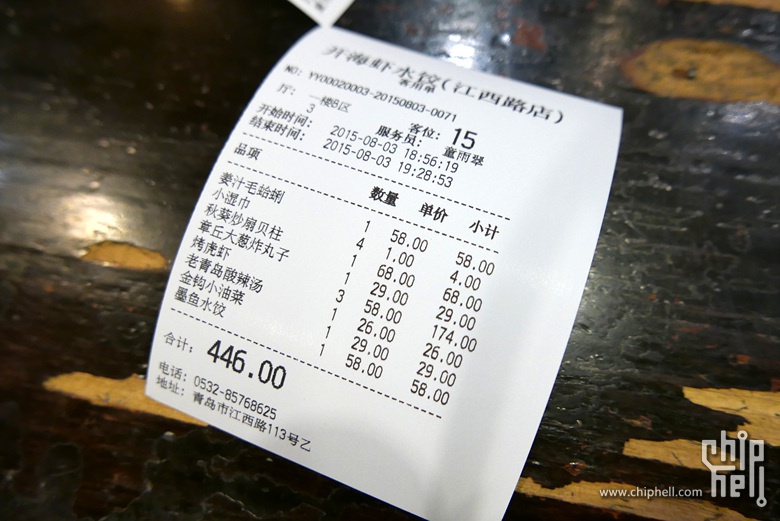 开海虾水饺(江西路店)
客用单
NO: YY00020003-20150803-0071
厅: 一楼B区 客位: 15
3 服务员: 童雨翠
开始时间: 2015-08-03 18:56:19
结束时间: 2015-08-03 19:28:53
品项 数量 单价 小计
姜汁毛蛤蜊 1 58.00 58.00
小湿巾 4 1.00 4.00
秋葵炒扇贝柱 1 68.00 68.00
章丘大葱炸丸子 1 29.00 29.00
烤虎虾 3 58.00 174.00
老青岛酸辣汤 1 26.00 26.00
金钩小油菜 1 29.00 29.00
墨鱼水饺 1 58.00 58.00
合计: 446.00
电话: 0532-85768625
地址: 青岛市江西路113号乙
chip hell
www.chiphell.com